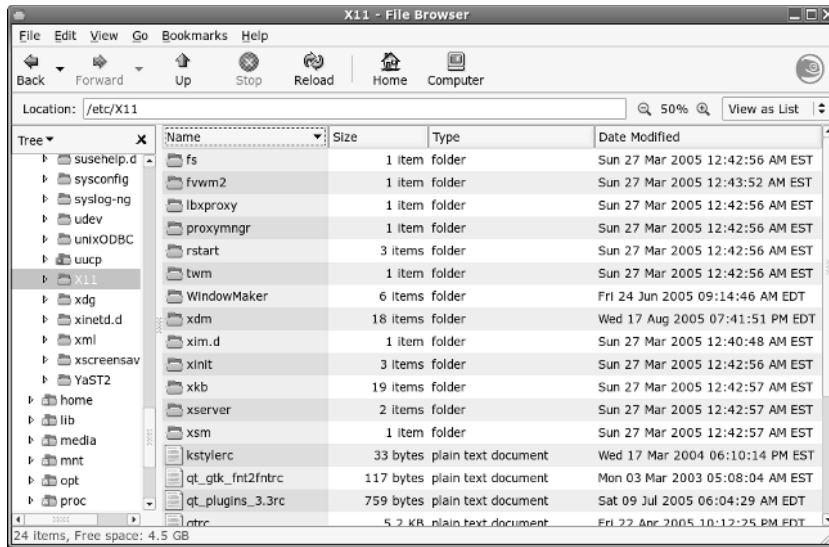 X11 - File Browser
File Edit View Go Bookmarks Help
Back Forward Up Stop Reload Home Computer
Location: /etc/X11 50% View as List
Tree Name Size Type Date Modified
susehelp.d
sysconfig
syslog-ng
udev
unixODBC
uucp
X11
xdg
xinetd.d
xml
xscreensav
YaST2
home
lib
media
mnt
opt
proc
fs 1 item folder Sun 27 Mar 2005 12:42:56 AM EST
fvwm2 1 item folder Sun 27 Mar 2005 12:43:52 AM EST
lbxproxy 1 item folder Sun 27 Mar 2005 12:42:56 AM EST
proxymngr 1 item folder Sun 27 Mar 2005 12:42:56 AM EST
rstart 3 items folder Sun 27 Mar 2005 12:42:56 AM EST
twm 1 item folder Sun 27 Mar 2005 12:42:56 AM EST
WindowMaker 6 items folder Fri 24 Jun 2005 09:14:46 AM EDT
xdm 18 items folder Wed 17 Aug 2005 07:41:51 PM EDT
xim.d 1 item folder Sun 27 Mar 2005 12:40:48 AM EST
xinit 3 items folder Sun 27 Mar 2005 12:42:56 AM EST
xkb 19 items folder Sun 27 Mar 2005 12:42:57 AM EST
xserver 2 items folder Sun 27 Mar 2005 12:42:57 AM EST
xsm 1 item folder Sun 27 Mar 2005 12:42:57 AM EST
kstylerc 33 bytes plain text document Wed 17 Mar 2004 06:10:14 PM EST
qt_gtk_fnt2fntrc 117 bytes plain text document Mon 03 Mar 2003 05:08:04 AM EST
qt_plugins_3.3rc 759 bytes plain text document Sat 09 Jul 2005 06:04:29 AM EDT
qtrc 5.2 KB plain text document Fri 22 Apr 2005 10:12:25 PM EDT
24 items, Free space: 4.5 GB